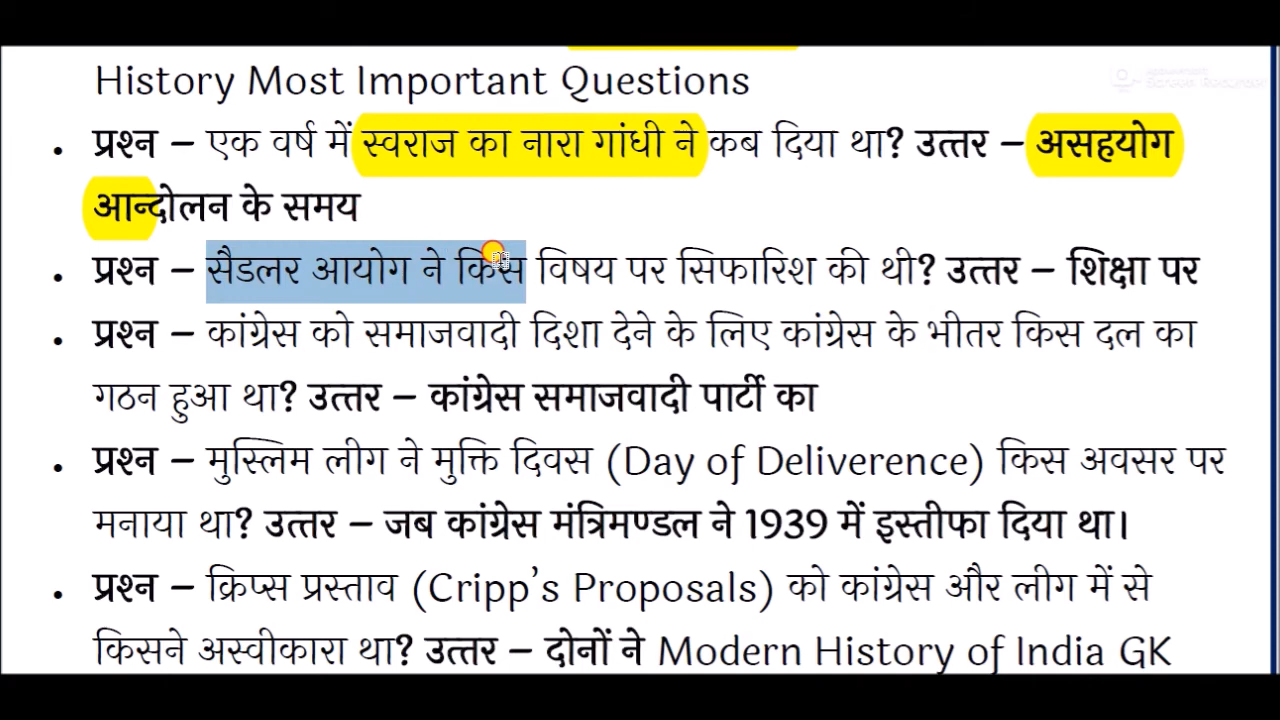 History Most Important Questions
• प्रश्न – एक वर्ष में स्वराज का नारा गांधी ने कब दिया था? उत्तर – असहयोग
आन्दोलन के समय
• प्रश्न – सैडलर आयोग ने किस विषय पर सिफारिश की थी? उत्तर – शिक्षा पर
• प्रश्न – कांग्रेस को समाजवादी दिशा देने के लिए कांग्रेस के भीतर किस दल का
गठन हुआ था? उत्तर – कांग्रेस समाजवादी पार्टी का
• प्रश्न – मुस्लिम लीग ने मुक्ति दिवस (Day of Deliverence) किस अवसर पर
मनाया था? उत्तर – जब कांग्रेस मंत्रिमण्डल ने 1939 में इस्तीफा दिया था।
• प्रश्न – क्रिप्स प्रस्ताव (Cripp’s Proposals) को कांग्रेस और लीग में से
किसने अस्वीकारा था? उत्तर – दोनों ने Modern History of India GK
Screen Recorder